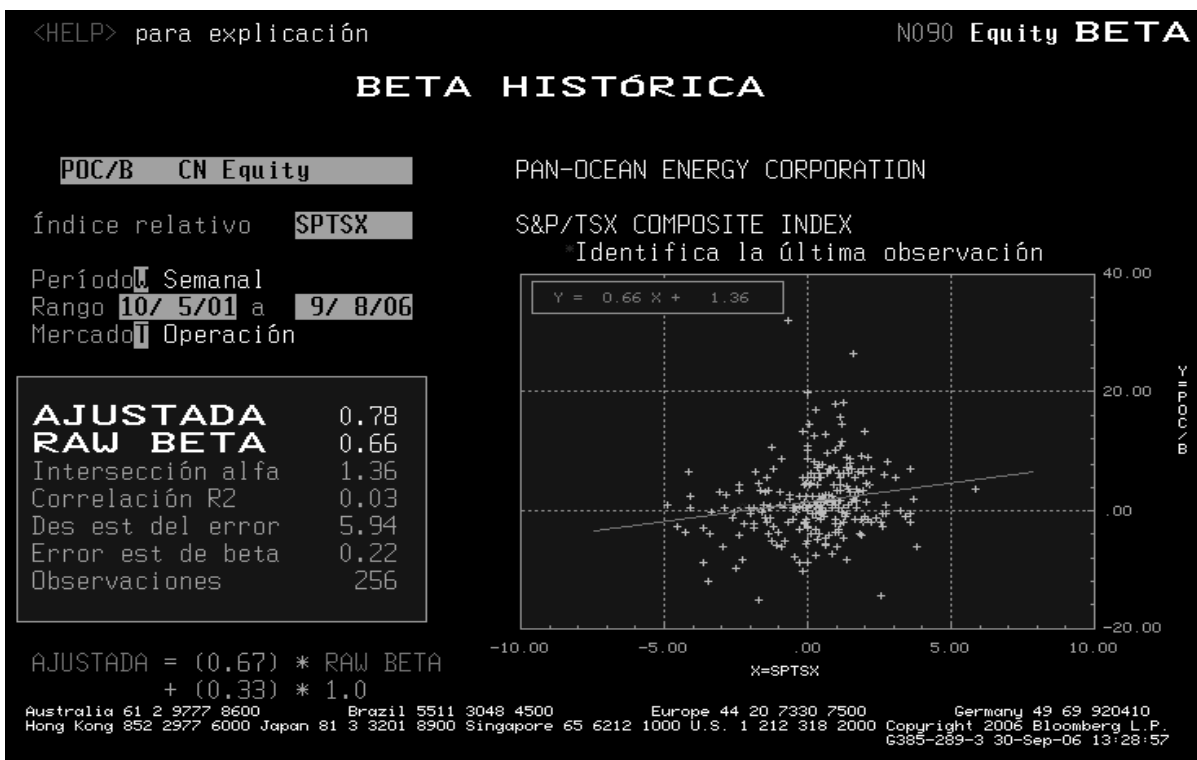 <HELP> para explicación N090 Equity BETA
BETA HISTÓRICA
POC/B CN Equity PAN-OCEAN ENERGY CORPORATION
Índice relativo SPTSX S&P/TSX COMPOSITE INDEX
*Identifica la última observación
Período W Semanal
Rango 10/ 5/01 a 9/ 8/06
Mercado T Operación
Y = 0.66 X + 1.36
40.00
20.00
.00
-20.00
Y=POC/B
AJUSTADA 0.78
RAW BETA 0.66
Intersección alfa 1.36
Correlación R2 0.03
Des est del error 5.94
Error est de beta 0.22
Observaciones 256
-10.00 -5.00 .00 5.00 10.00
X=SPTSX
AJUSTADA = (0.67) * RAW BETA
+ (0.33) * 1.0
Australia 61 2 9777 8600 Brazil 5511 3048 4500 Europe 44 20 7330 7500 Germany 49 69 920410
Hong Kong 852 2977 6000 Japan 81 3 3201 8900 Singapore 65 6212 1000 U.S. 1 212 318 2000 Copyright 2006 Bloomberg L.P.
G385-289-3 30-Sep-06 13:28:57